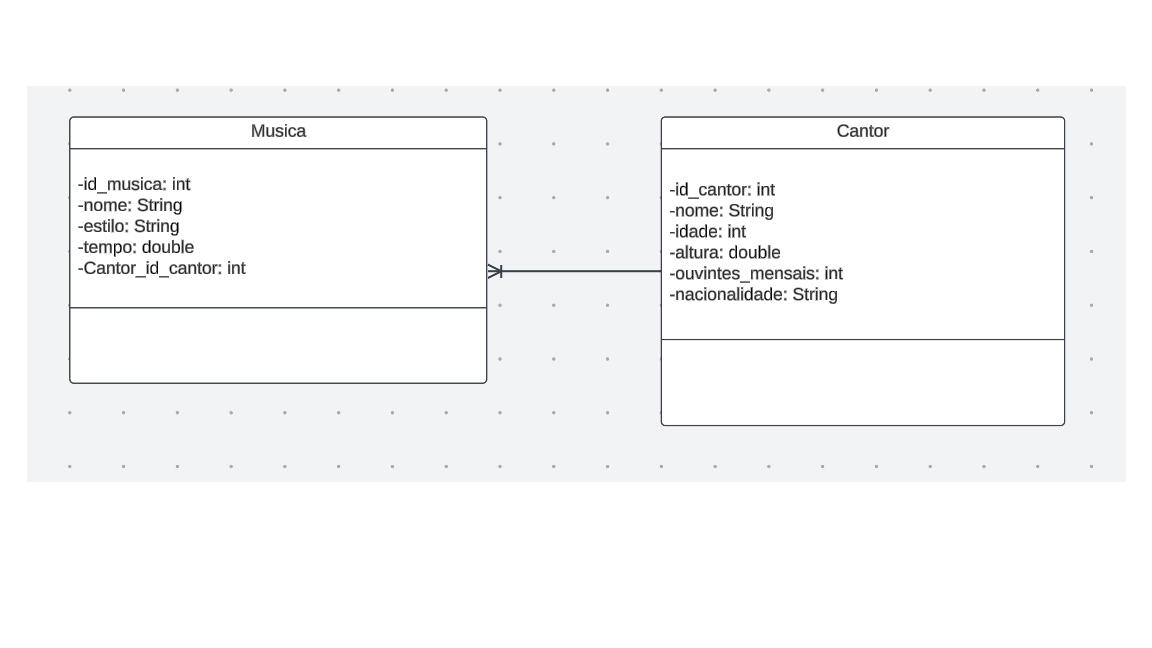 Musica
-id_musica: int
-nome: String
-estilo: String
-tempo: double
-Cantor_id_cantor: int
Cantor
-id_cantor: int
-nome: String
-idade: int
-altura: double
-ouvintes_mensais: int
-nacionalidade: String